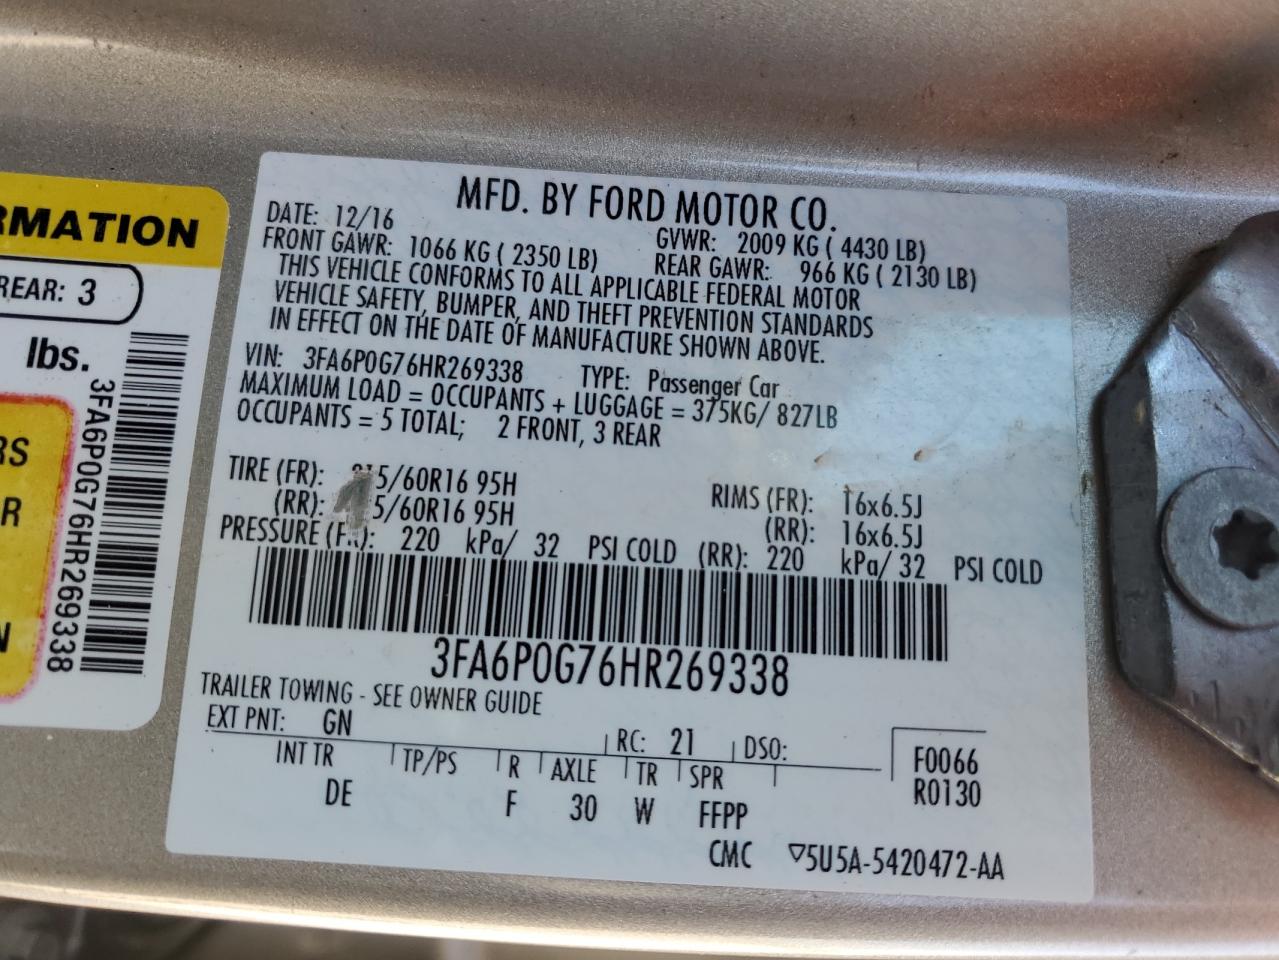 RMATION
REAR: 3
lbs.
3FA6P0G76HR269338
RS
R
N
MFD. BY FORD MOTOR CO.
DATE: 12/16 GVWR: 2009 KG ( 4430 LB)
FRONT GAWR: 1066 KG ( 2350 LB) REAR GAWR: 966 KG ( 2130 LB)
THIS VEHICLE CONFORMS TO ALL APPLICABLE FEDERAL MOTOR
VEHICLE SAFETY, BUMPER, AND THEFT PREVENTION STANDARDS
IN EFFECT ON THE DATE OF MANUFACTURE SHOWN ABOVE.
VIN: 3FA6P0G76HR269338 TYPE: Passenger Car
MAXIMUM LOAD = OCCUPANTS + LUGGAGE = 375KG/ 827LB
OCCUPANTS = 5 TOTAL; 2 FRONT, 3 REAR
TIRE (FR): 5/60R16 95H RIMS (FR): 16x6.5J
(RR): 5/60R16 95H (RR): 16x6.5J
PRESSURE (FR): 220 kPa/ 32 PSI COLD (RR): 220 kPa/ 32 PSI COLD
3FA6P0G76HR269338
TRAILER TOWING - SEE OWNER GUIDE
EXT PNT: GN RC: 21 DSO: F0066
INT TR TP/PS R AXLE TR SPR R0130
DE F 30 W FFPP
CMC ▽5U5A-5420472-AA